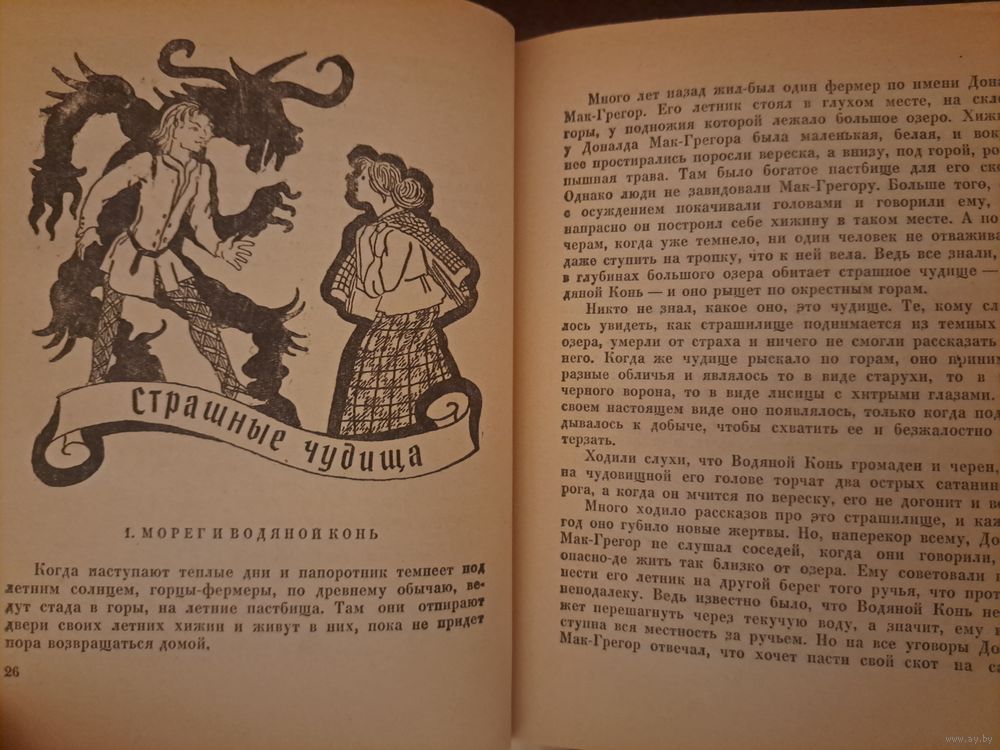 Страшные чудища
1. МОРЕГ И ВОДЯНОЙ КОНЬ
Когда наступают теплые дни и папоротник темнеет под
летним солнцем, горцы-фермеры, по древнему обычаю, ве-
дут стада в горы, на летние пастбища. Там они отпирают
двери своих летних хижин и живут в них, пока не придет
пора возвращаться домой.
26
Много лет назад жил-был один фермер по имени
Мак-Грегор. Его летник стоял в глухом месте, на
горы, у подножия которой лежало большое озеро.
у Доналда Мак-Грегора была маленькая, белая, и
нее простирались поросли вереска, а внизу, под горой,
пышная трава. Там было богатое пастбище для его
Однако люди не завидовали Мак-Грегору. Больше того,
с осуждением покачивали головами и говорили ему,
напрасно он построил себе хижину в таком месте. А
черам, когда уже темнело, ни один человек не
даже ступить на тропку, что к ней вела. Ведь все знали,
в глубинах большого озера обитает страшное чудище —
дяной Конь — и оно рыщет по окрестным горам.
Никто не знал, какое оно, это чудище. Те, кому
лось увидеть, как страшилище поднимается из темных
озера, умерли от страха и ничего не смогли рассказать
него. Когда же чудище рыскало по горам, оно
разные обличья и являлось то в виде старухи, то в
черного ворона, то в виде лисицы с хитрыми глазами.
своем настоящем виде оно появлялось, только когда
дывалось к добыче, чтобы схватить ее и безжалостно
терзать.
Ходили слухи, что Водяной Конь громаден и черен,
на чудовищной его голове торчат два острых
рога, а когда он мчится по вереску, его не догонит и
Много ходило рассказов про это страшилище, и
год оно губило новые жертвы. Но, наперекор всему,
Мак-Грегор не слушал соседей, когда они говорили,
опасно-де жить так близко от озера. Ему советовали
нести его летник на другой берег того ручья, что
неподалеку. Ведь известно было, что Водяной Конь не
жет перешагнуть через текучую воду, а значит, ему
ступна вся местность за ручьем. Но на все уговоры
Мак-Грегор отвечал, что хочет пасти свой скот на
www.ay.by